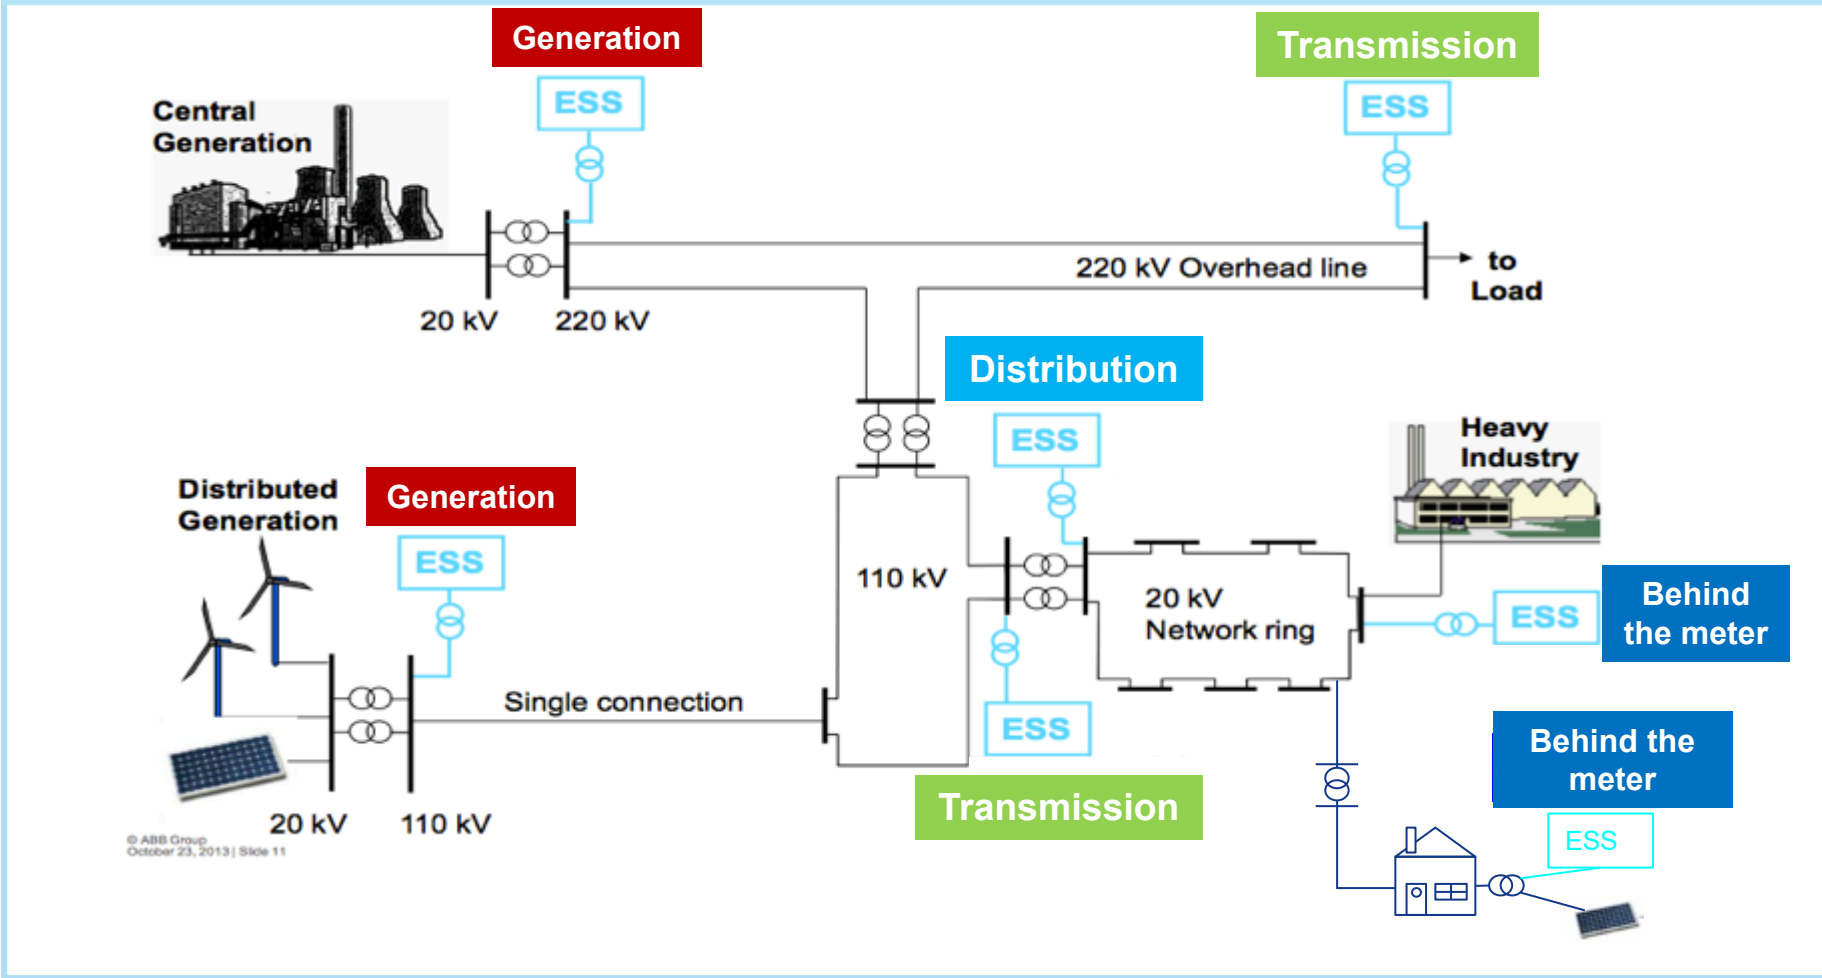 Generation
Transmission
ESS
ESS
Central
Generation
220 kV Overhead line
to
Load
20 kV
220 kV
Distribution
ESS
Heavy
Industry
Distributed
Generation
Generation
ESS
110 kV
20 kV
Network ring
ESS
Behind
the meter
Single connection
ESS
Transmission
Behind the
meter
ESS
20 kV
110 kV
© ABB Group
October 23, 2013 | Slide 11